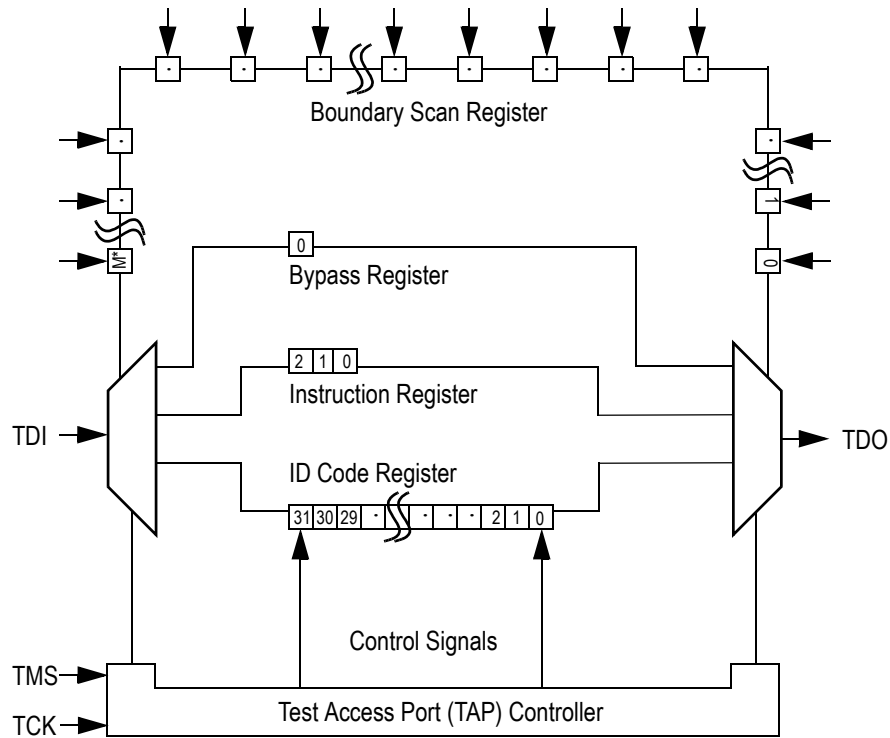 · · · · · · · ·
Boundary Scan Register
· ·
· 1
M* 0 0
Bypass Register
2 1 0
Instruction Register
TDI TDO
ID Code Register
31 30 29 · · · · 2 1 0
Control Signals
TMS
Test Access Port (TAP) Controller
TCK